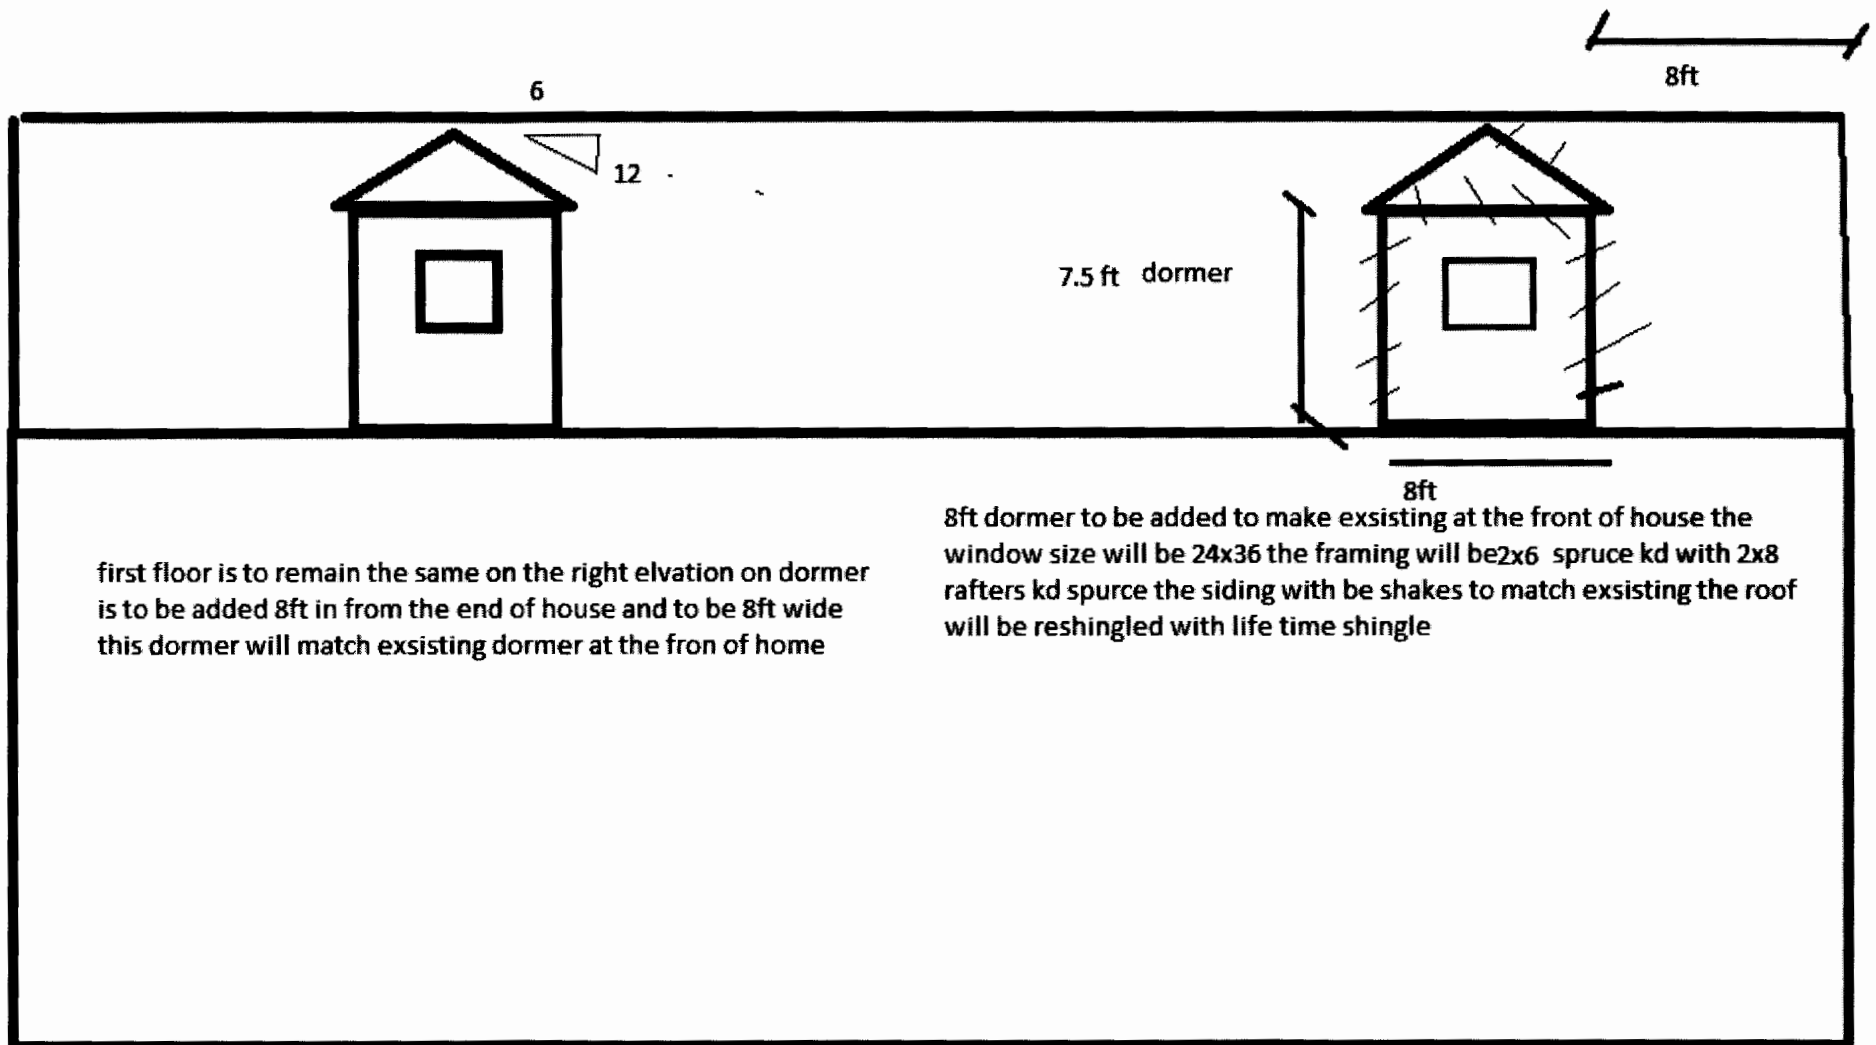 8ft
6
12
7.5 ft dormer
8ft
8ft dormer to be added to make exsisting at the front of house the
window size will be 24x36 the framing will be2x6 spruce kd with 2x8
rafters kd spurce the siding with be shakes to match exsisting the roof
will be reshingled with life time shingle
first floor is to remain the same on the right elvation on dormer
is to be added 8ft in from the end of house and to be 8ft wide
this dormer will match exsisting dormer at the fron of home